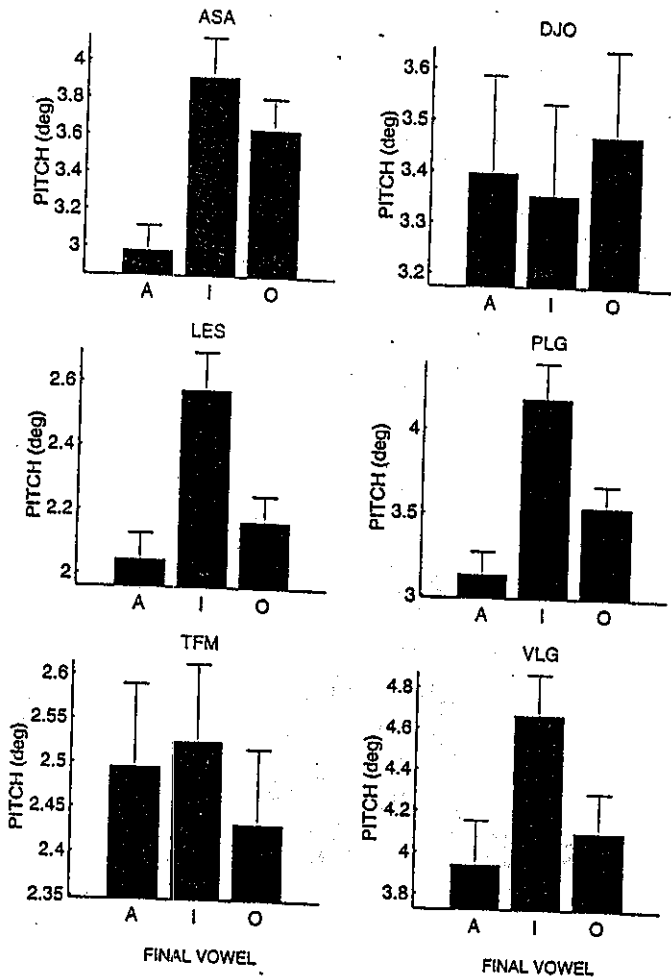 ASA
PITCH (deg)
4
3.8
3.6
3.4
3.2
3
A I O
DJO
PITCH (deg)
3.6
3.5
3.4
3.3
3.2
A I O
LES
PITCH (deg)
2.6
2.4
2.2
2
A I O
PLG
PITCH (deg)
4
3.5
3
A I O
TFM
PITCH (deg)
2.6
2.55
2.5
2.45
2.4
2.35
A I O
FINAL VOWEL
VLG
PITCH (deg)
4.8
4.6
4.4
4.2
4
3.8
A I O
FINAL VOWEL